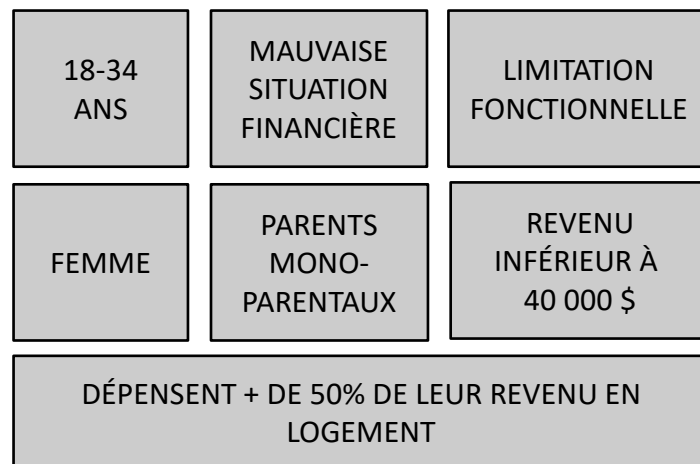 18-34
ANS
MAUVAISE
SITUATION
FINANCIÈRE
LIMITATION
FONCTIONNELLE
FEMME
PARENTS
MONO-
PARENTAUX
REVENU
INFÉRIEUR À
40 000 $
DÉPENSENT + DE 50% DE LEUR REVENU EN
LOGEMENT